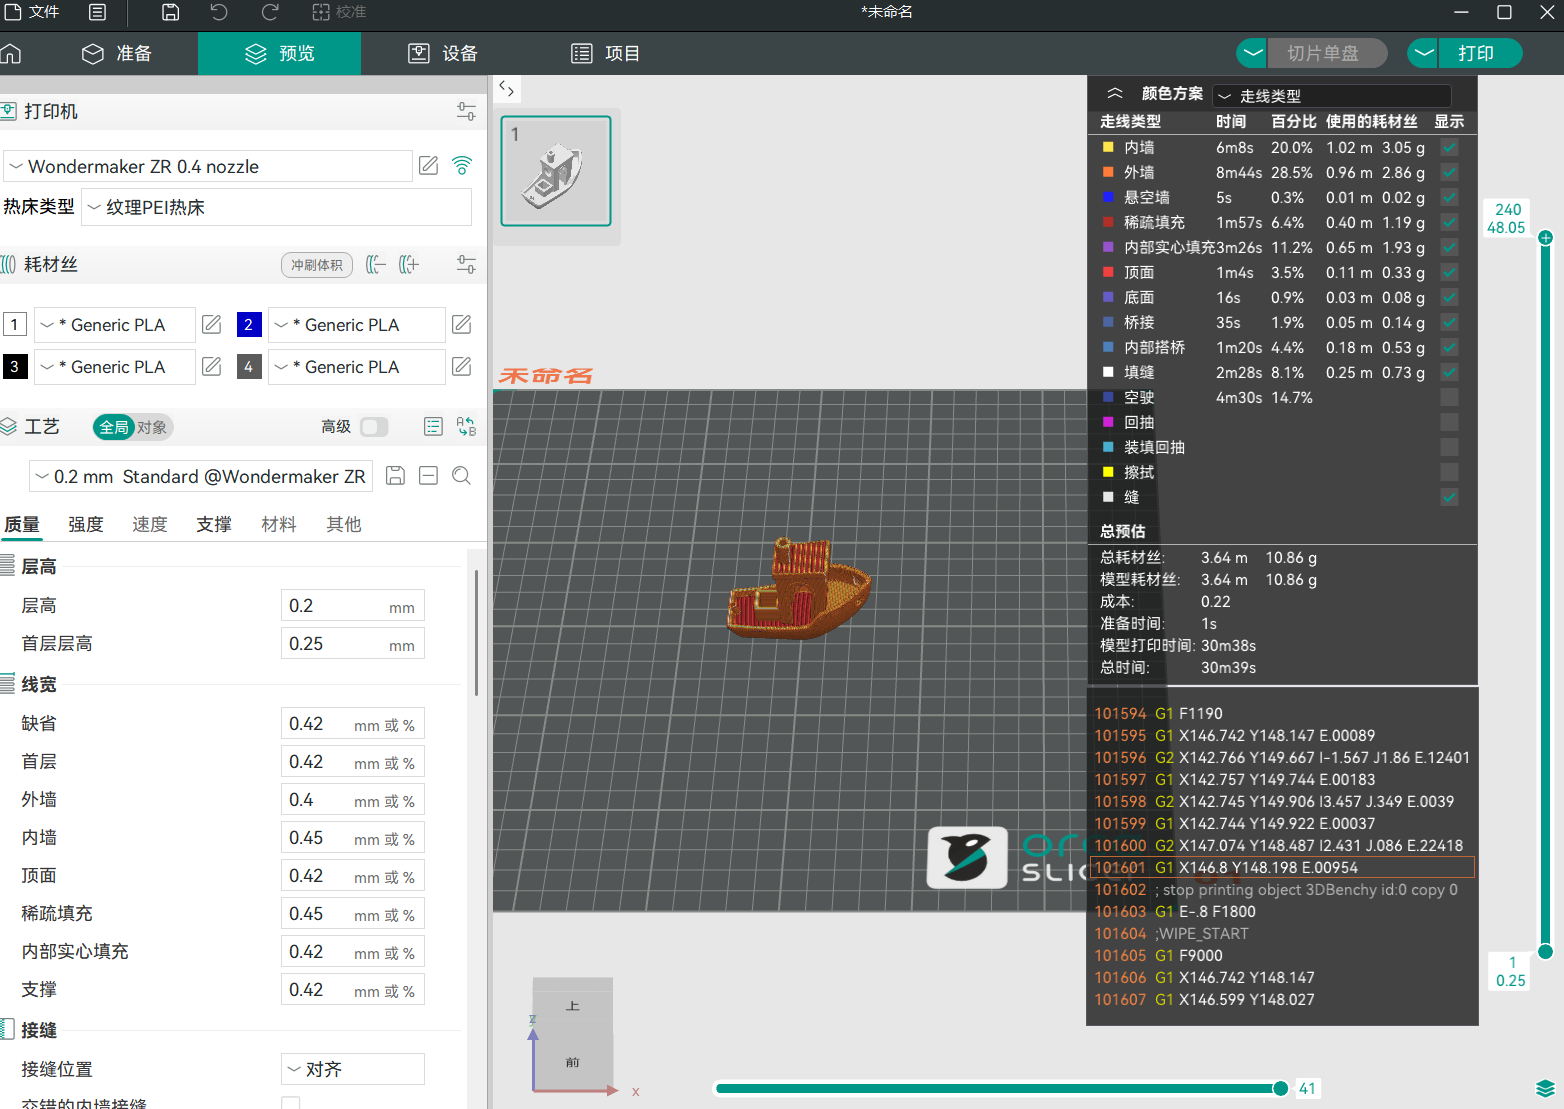 文件
校准
*未命名
准备
预览
设备
项目
切片单盘
打印
打印机
Wondermaker ZR 0.4 nozzle
热床类型
纹理PEI热床
耗材丝
冲刷体积
1 * Generic PLA
2 * Generic PLA
3 * Generic PLA
4 * Generic PLA
工艺
全局 对象
高级
0.2 mm Standard @Wondermaker ZR
质量 强度 速度 支撑 材料 其他
层高
层高 0.2 mm
首层层高 0.25 mm
线宽
缺省 0.42 mm 或 %
首层 0.42 mm 或 %
外墙 0.4 mm 或 %
内墙 0.45 mm 或 %
顶面 0.42 mm 或 %
稀疏填充 0.45 mm 或 %
内部实心填充 0.42 mm 或 %
支撑 0.42 mm 或 %
接缝
接缝位置 对齐
交错的内墙接缝
1
未命名
上
前
z
x
41
颜色方案 走线类型
走线类型 时间 百分比 使用的耗材丝 显示
内墙 6m8s 20.0% 1.02 m 3.05 g
外墙 8m44s 28.5% 0.96 m 2.86 g
悬空墙 5s 0.3% 0.01 m 0.02 g
稀疏填充 1m57s 6.4% 0.40 m 1.19 g
内部实心填充 3m26s 11.2% 0.65 m 1.93 g
顶面 1m4s 3.5% 0.11 m 0.33 g
底面 16s 0.9% 0.03 m 0.08 g
桥接 35s 1.9% 0.05 m 0.14 g
内部搭桥 1m20s 4.4% 0.18 m 0.53 g
填缝 2m28s 8.1% 0.25 m 0.73 g
空驶 4m30s 14.7%
回抽
装填回抽
擦拭
缝
总预估
总耗材丝: 3.64 m 10.86 g
模型耗材丝: 3.64 m 10.86 g
成本: 0.22
准备时间: 1s
模型打印时间: 30m38s
总时间: 30m39s
101594 G1 F1190
101595 G1 X146.742 Y148.147 E.00089
101596 G2 X142.766 Y149.667 I-1.567 J1.86 E.12401
101597 G1 X142.757 Y149.744 E.00183
101598 G2 X142.745 Y149.906 I3.457 J.349 E.0039
101599 G1 X142.744 Y149.922 E.00037
101600 G2 X147.074 Y148.487 I2.431 J.086 E.22418
101601 G1 X146.8 Y148.198 E.00954
101602 ; stop printing object 3DBenchy id:0 copy 0
101603 G1 E-.8 F1800
101604 ;WIPE_START
101605 G1 F9000
101606 G1 X146.742 Y148.147
101607 G1 X146.599 Y148.027
240
48.05
1
0.25